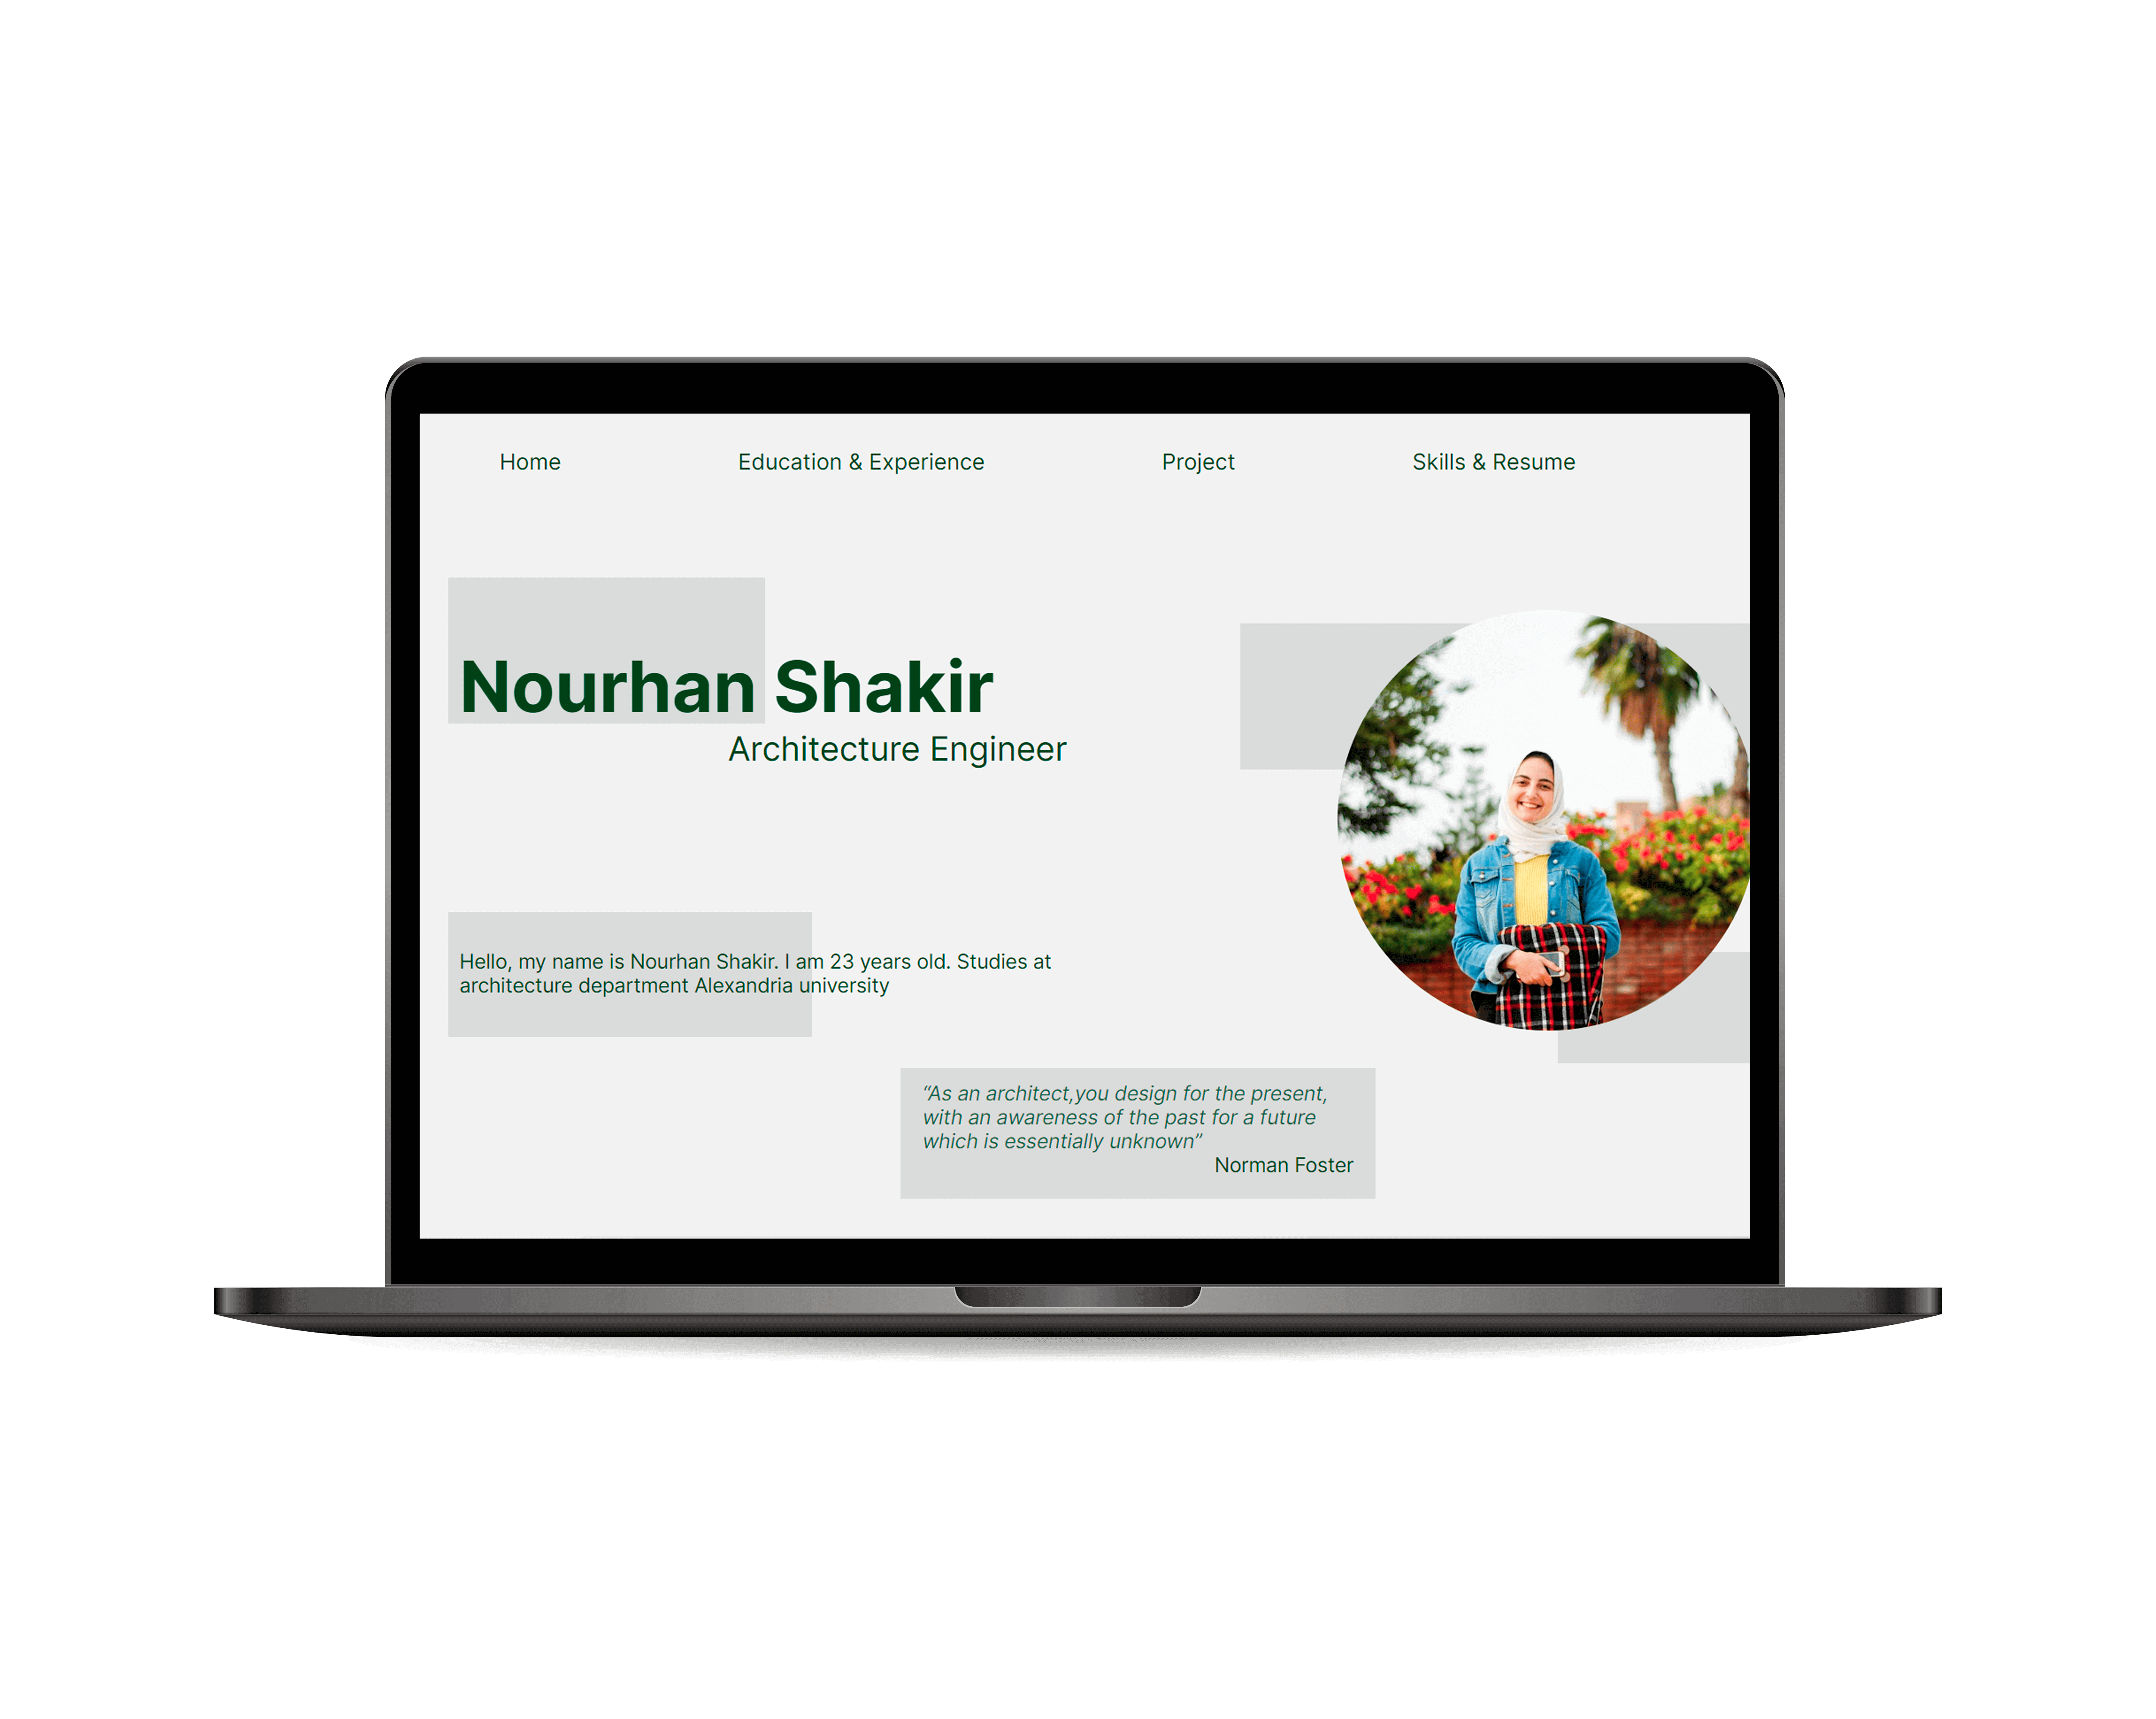 Home Education & Experience Project Skills & Resume
Nourhan Shakir
Architecture Engineer
Hello, my name is Nourhan Shakir. I am 23 years old. Studies at
architecture department Alexandria university
“As an architect,you design for the present,
with an awareness of the past for a future
which is essentially unknown”
Norman Foster